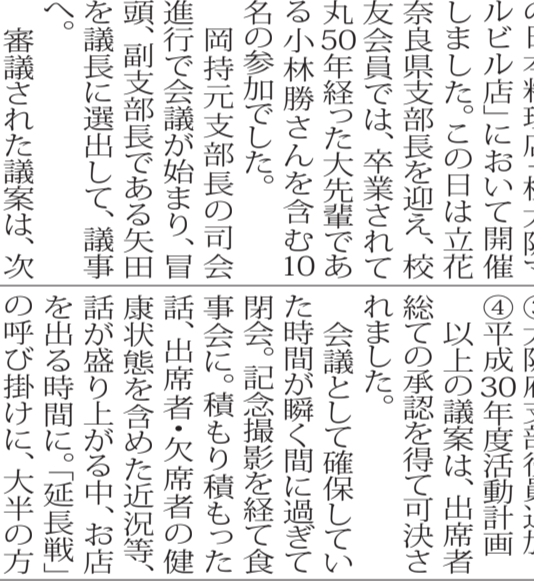 ルビル店」において開催
しました。この日は立花
奈良県支部長を迎え、校
友会員では、卒業されて
丸50年経った大先輩であ
る小林勝さんを含む10
名の参加でした。
岡持元支部長の司会
進行で会議が始まり、冒
頭、副支部長である矢田
を議長に選出して、議事
へ。
審議された議案は、次
④平成30年度活動計画
以上の議案は、出席者
総ての承認を得て可決さ
れました。
会議として確保してい
た時間が瞬く間に過ぎて
閉会。記念撮影を経て食
事会に。積もり積もった
話、出席者・欠席者の健
康状態を含めた近況等、
話が盛り上がる中、お店
を出る時間に。「延長戦」
の呼び掛けに、大半の方